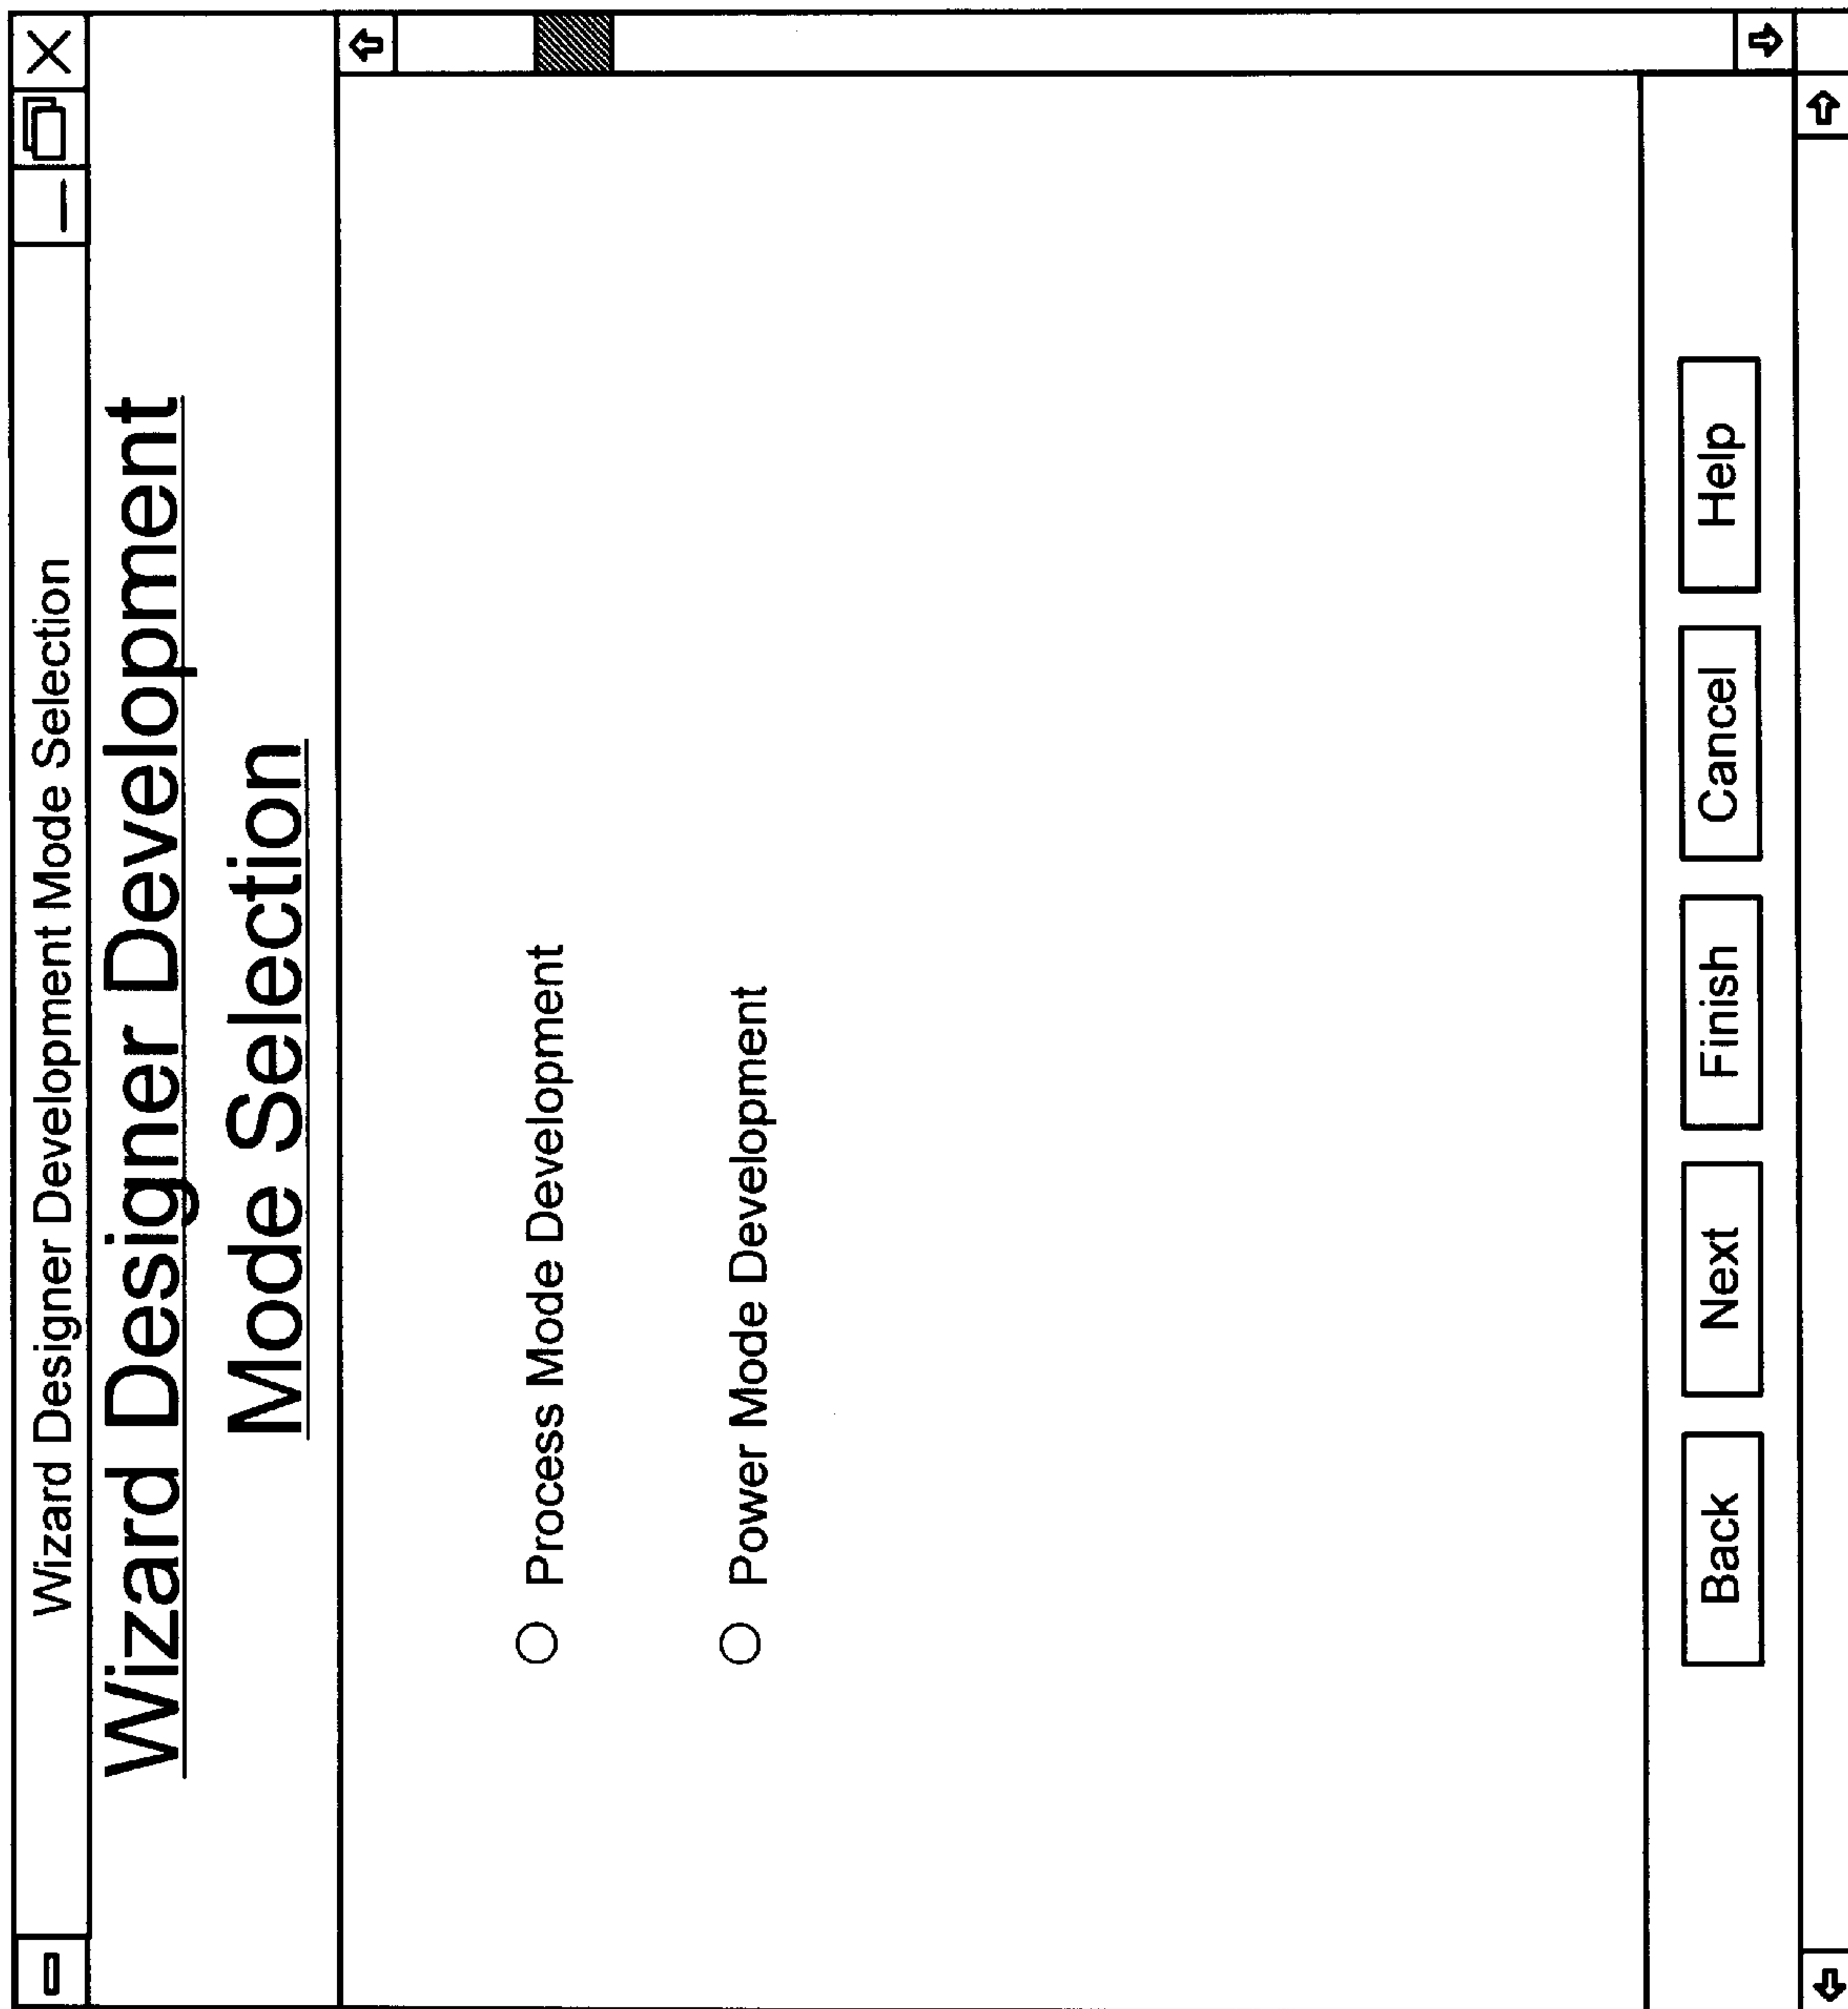 Wizard Designer Development Mode Selection
Wizard Designer Development
Mode Selection
Process Mode Development
Power Mode Development
Back
Next
Finish
Cancel
Help